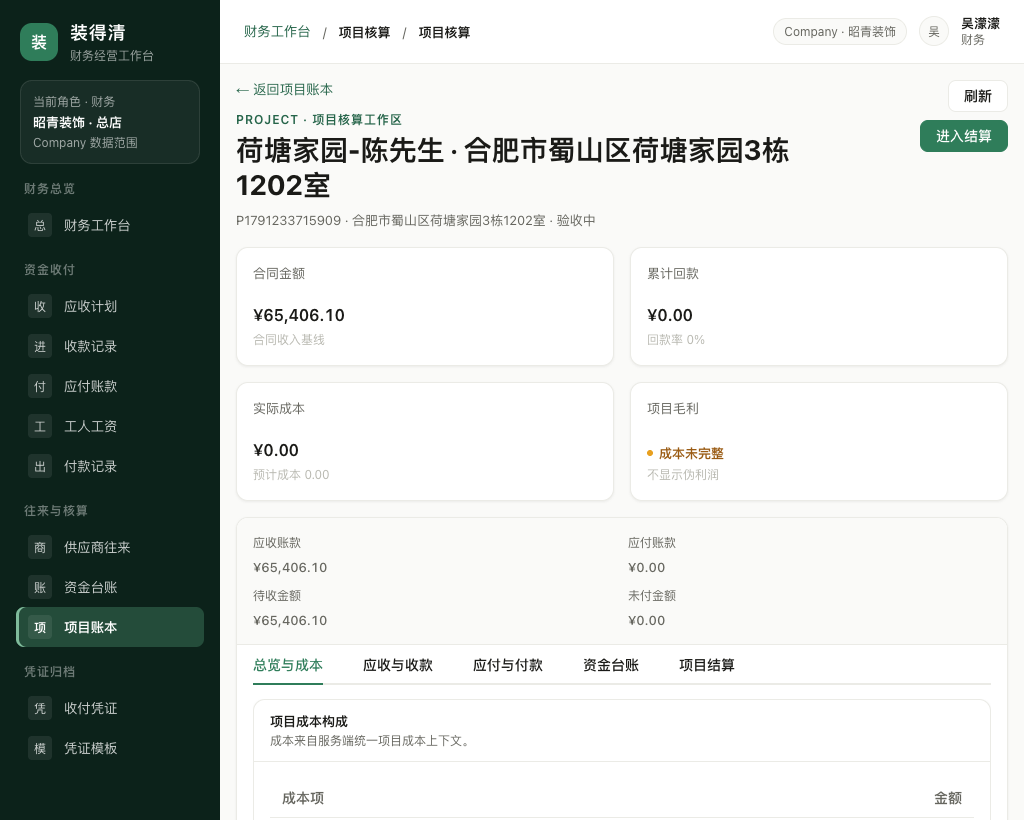 装
装得清
财务经营工作台
当前角色 · 财务
昭青装饰 · 总店
Company 数据范围
财务总览
总 财务工作台
资金收付
收 应收计划
进 收款记录
付 应付账款
工 工人工资
出 付款记录
往来与核算
商 供应商往来
账 资金台账
项 项目账本
凭证归档
凭 收付凭证
模 凭证模板
财务工作台 / 项目核算 / 项目核算
Company · 昭青装饰
吴
吴濛濛
财务
← 返回项目账本
刷新
PROJECT · 项目核算工作区
进入结算
荷塘家园-陈先生 · 合肥市蜀山区荷塘家园3栋
1202室
P1791233715909 · 合肥市蜀山区荷塘家园3栋1202室 · 验收中
合同金额
¥65,406.10
合同收入基线
累计回款
¥0.00
回款率 0%
实际成本
¥0.00
预计成本 0.00
项目毛利
成本未完整
不显示伪利润
应收账款
¥65,406.10
应付账款
¥0.00
待收金额
¥65,406.10
未付金额
¥0.00
总览与成本 应收与收款 应付与付款 资金台账 项目结算
项目成本构成
成本来自服务端统一项目成本上下文。
成本项 金额